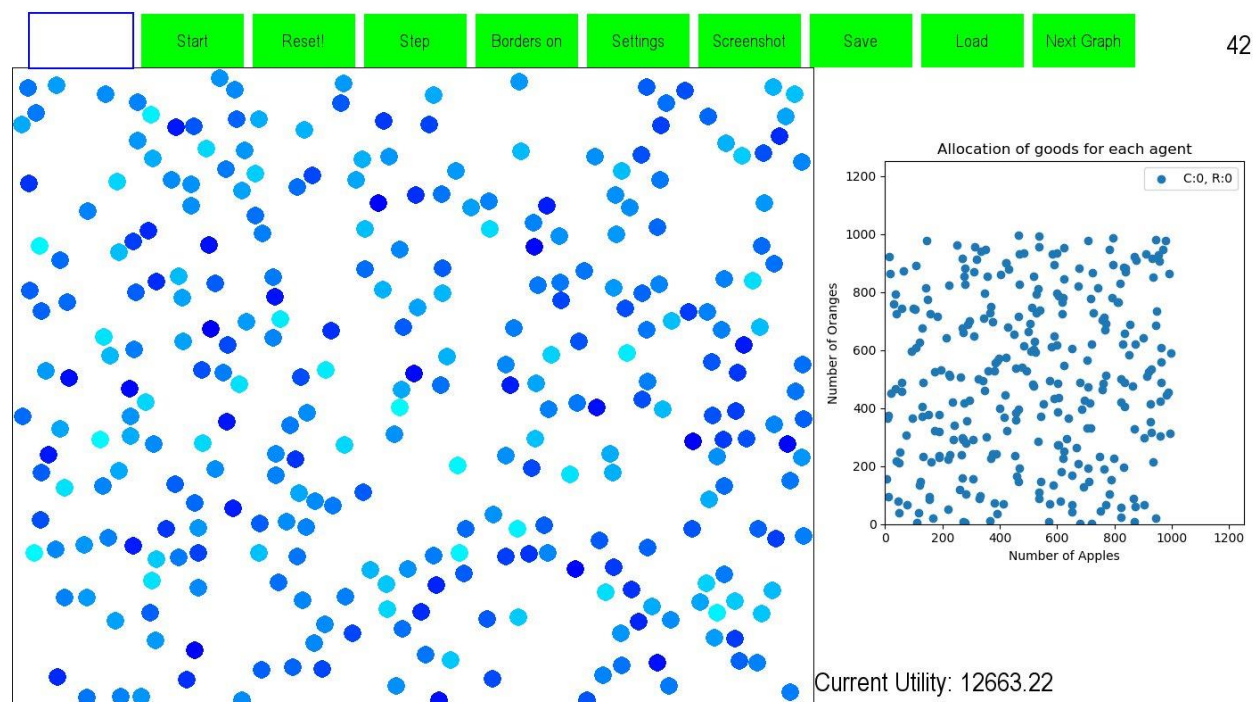 Start
Reset!
Step
Borders on
Settings
Screenshot
Save
Load
Next Graph
42
Allocation of goods for each agent
C:0, R:0
1200
1000
800
600
400
200
0
Number of Oranges
0 200 400 600 800 1000 1200
Number of Apples
Current Utility: 12663.22